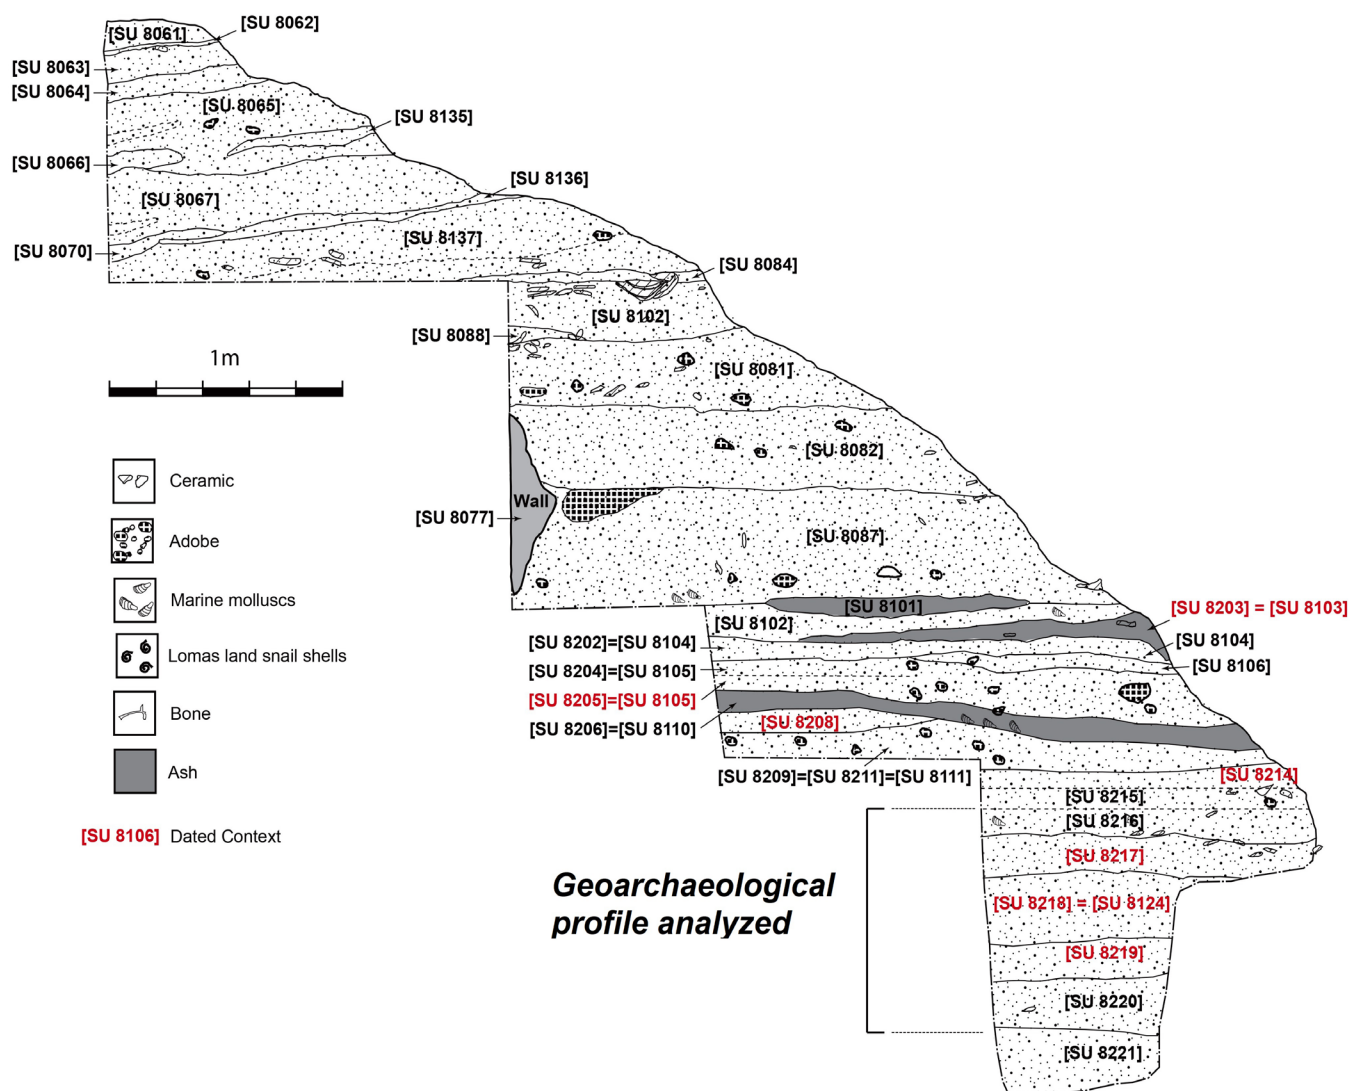 [SU 8061]
[SU 8062]
[SU 8063]
[SU 8064]
[SU 8065]
[SU 8135]
[SU 8066]
[SU 8136]
[SU 8067]
[SU 8137]
[SU 8070]
[SU 8084]
[SU 8102]
[SU 8088]
1m
[SU 8081]
[SU 8082]
Ceramic
Wall
[SU 8077]
[SU 8087]
Adobe
Marine molluscs
[SU 8101]
[SU 8203] = [SU 8103]
[SU 8102]
[SU 8202]=[SU 8104]
[SU 8104]
Lomas land snail shells
[SU 8204]=[SU 8105]
[SU 8106]
[SU 8205]=[SU 8105]
Bone
[SU 8206]=[SU 8110]
[SU 8208]
Ash
[SU 8209]=[SU 8211]=[SU 8111]
[SU 8214]
[SU 8215]
[SU 8216]
[SU 8106] Dated Context
[SU 8217]
Geoarchaeological
profile analyzed
[SU 8218] = [SU 8124]
[SU 8219]
[SU 8220]
[SU 8221]